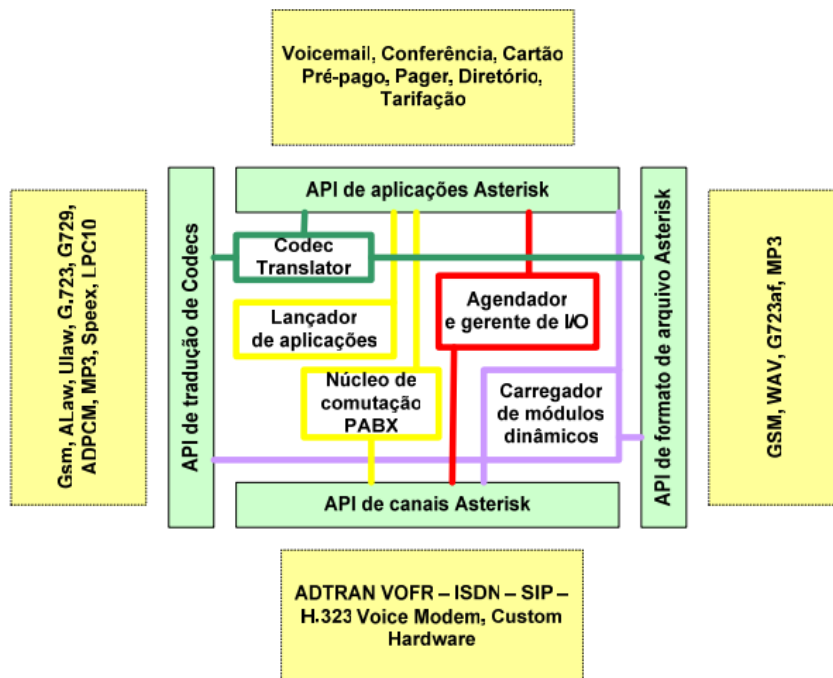 Voicemail, Conferência, Cartão
Pré-pago, Pager, Diretório,
Tarifação
API de aplicações Asterisk
Gsm, ALaw, Ulaw, G.723, G729,
ADPCM, MP3, Speex, LPC10
API de tradução de Codecs
Codec
Translator
Lançador
de aplicações
Núcleo de
comutação
PABX
Agendador
e gerente de I/O
Carregador
de módulos
dinâmicos
API de formato de arquivo Asterisk
GSM, WAV, G723af, MP3
API de canais Asterisk
ADTRAN VOFR – ISDN – SIP –
H.323 Voice Modem, Custom
Hardware